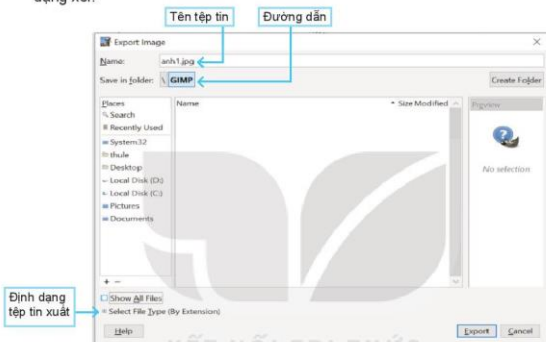 Tên tệp tin
Đường dẫn
Export Image
Name:
anh1.jpg
Save in folder:
\
GIMP
Create Folder
Places
Search
Recently Used
System32
thule
Desktop
Local Disk (D:)
Local Disk (C:)
Pictures
Documents
Name
Size
Modified
Preview
No selection
+ −
Show All Files
Định dạng
tệp tin xuất
Select File Type (By Extension)
Help
Export
Cancel